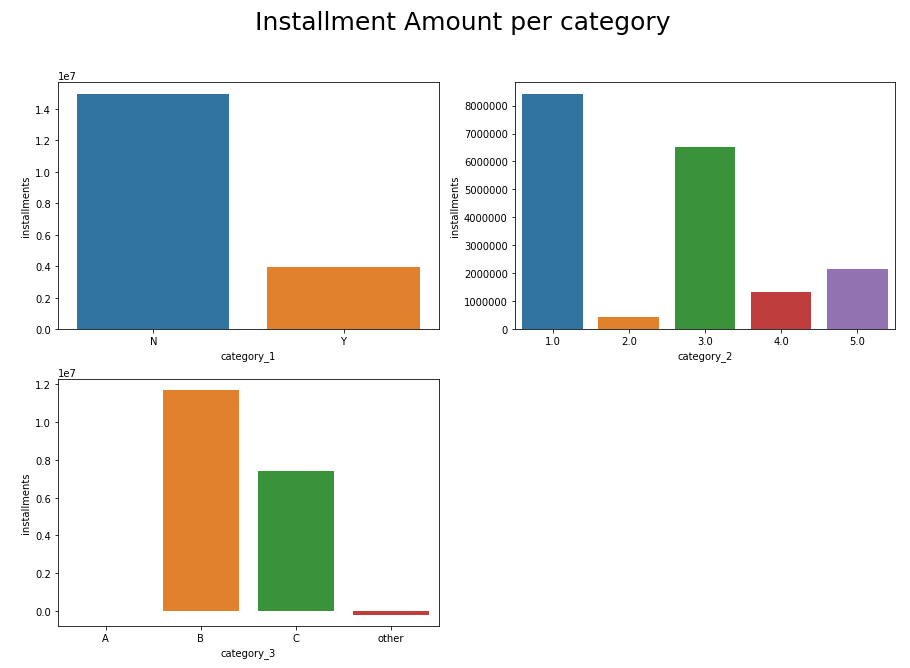 Installment Amount per category
1e7
1.4
1.2
1.0
0.8
0.6
0.4
0.2
0.0
installments
N Y
category_1
8000000
7000000
6000000
5000000
4000000
3000000
2000000
1000000
0
installments
1.0 2.0 3.0 4.0 5.0
category_2
1e7
1.2
1.0
0.8
0.6
0.4
0.2
0.0
installments
A B C other
category_3